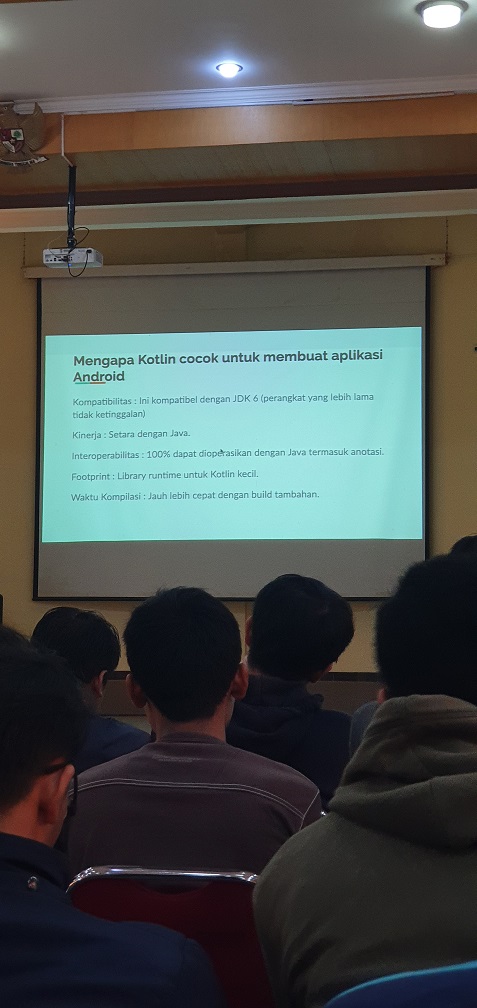 Mengapa Kotlin cocok untuk membuat aplikasi
Android
Kompatibilitas : Ini kompatibel dengan JDK 6 (perangkat yang lebih lama
tidak ketinggalan)
Kinerja : Setara dengan Java.
Interoperabilitas : 100% dapat dioperasikan dengan Java termasuk anotasi.
Footprint : Library runtime untuk Kotlin kecil.
Waktu Kompilasi : Jauh lebih cepat dengan build tambahan.